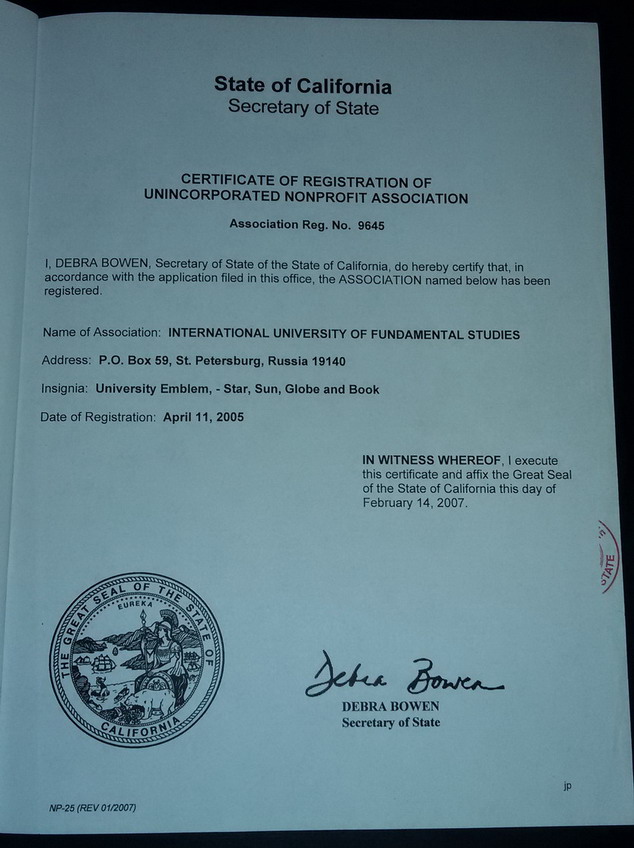 State of California
Secretary of State
CERTIFICATE OF REGISTRATION OF
UNINCORPORATED NONPROFIT ASSOCIATION
Association Reg. No. 9645
I, DEBRA BOWEN, Secretary of State of the State of California, do hereby certify that, in
accordance with the application filed in this office, the ASSOCIATION named below has been
registered.
Name of Association: INTERNATIONAL UNIVERSITY OF FUNDAMENTAL STUDIES
Address: P.O. Box 59, St. Petersburg, Russia 19140
Insignia: University Emblem, - Star, Sun, Globe and Book
Date of Registration: April 11, 2005
IN WITNESS WHEREOF, I execute
this certificate and affix the Great Seal
of the State of California this day of
February 14, 2007.
STATE
THE GREAT SEAL OF THE STATE OF
EUREKA
CALIFORNIA
Debra Bowen
DEBRA BOWEN
Secretary of State
jp
NP-25 (REV 01/2007)